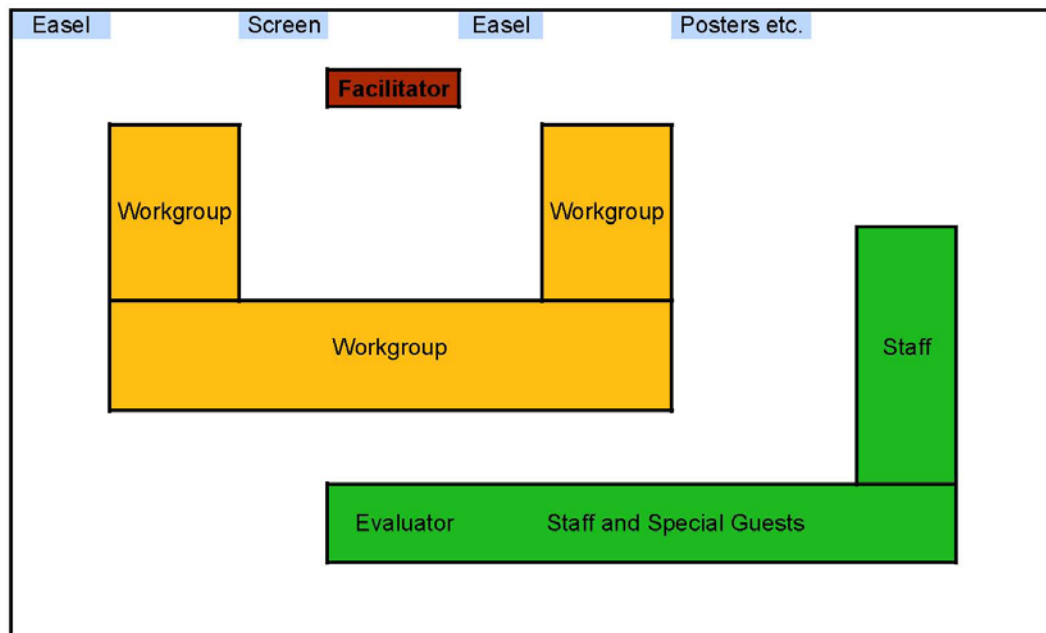 Easel
Screen
Easel
Posters etc.
Facilitator
Workgroup
Workgroup
Workgroup
Staff
Evaluator
Staff and Special Guests